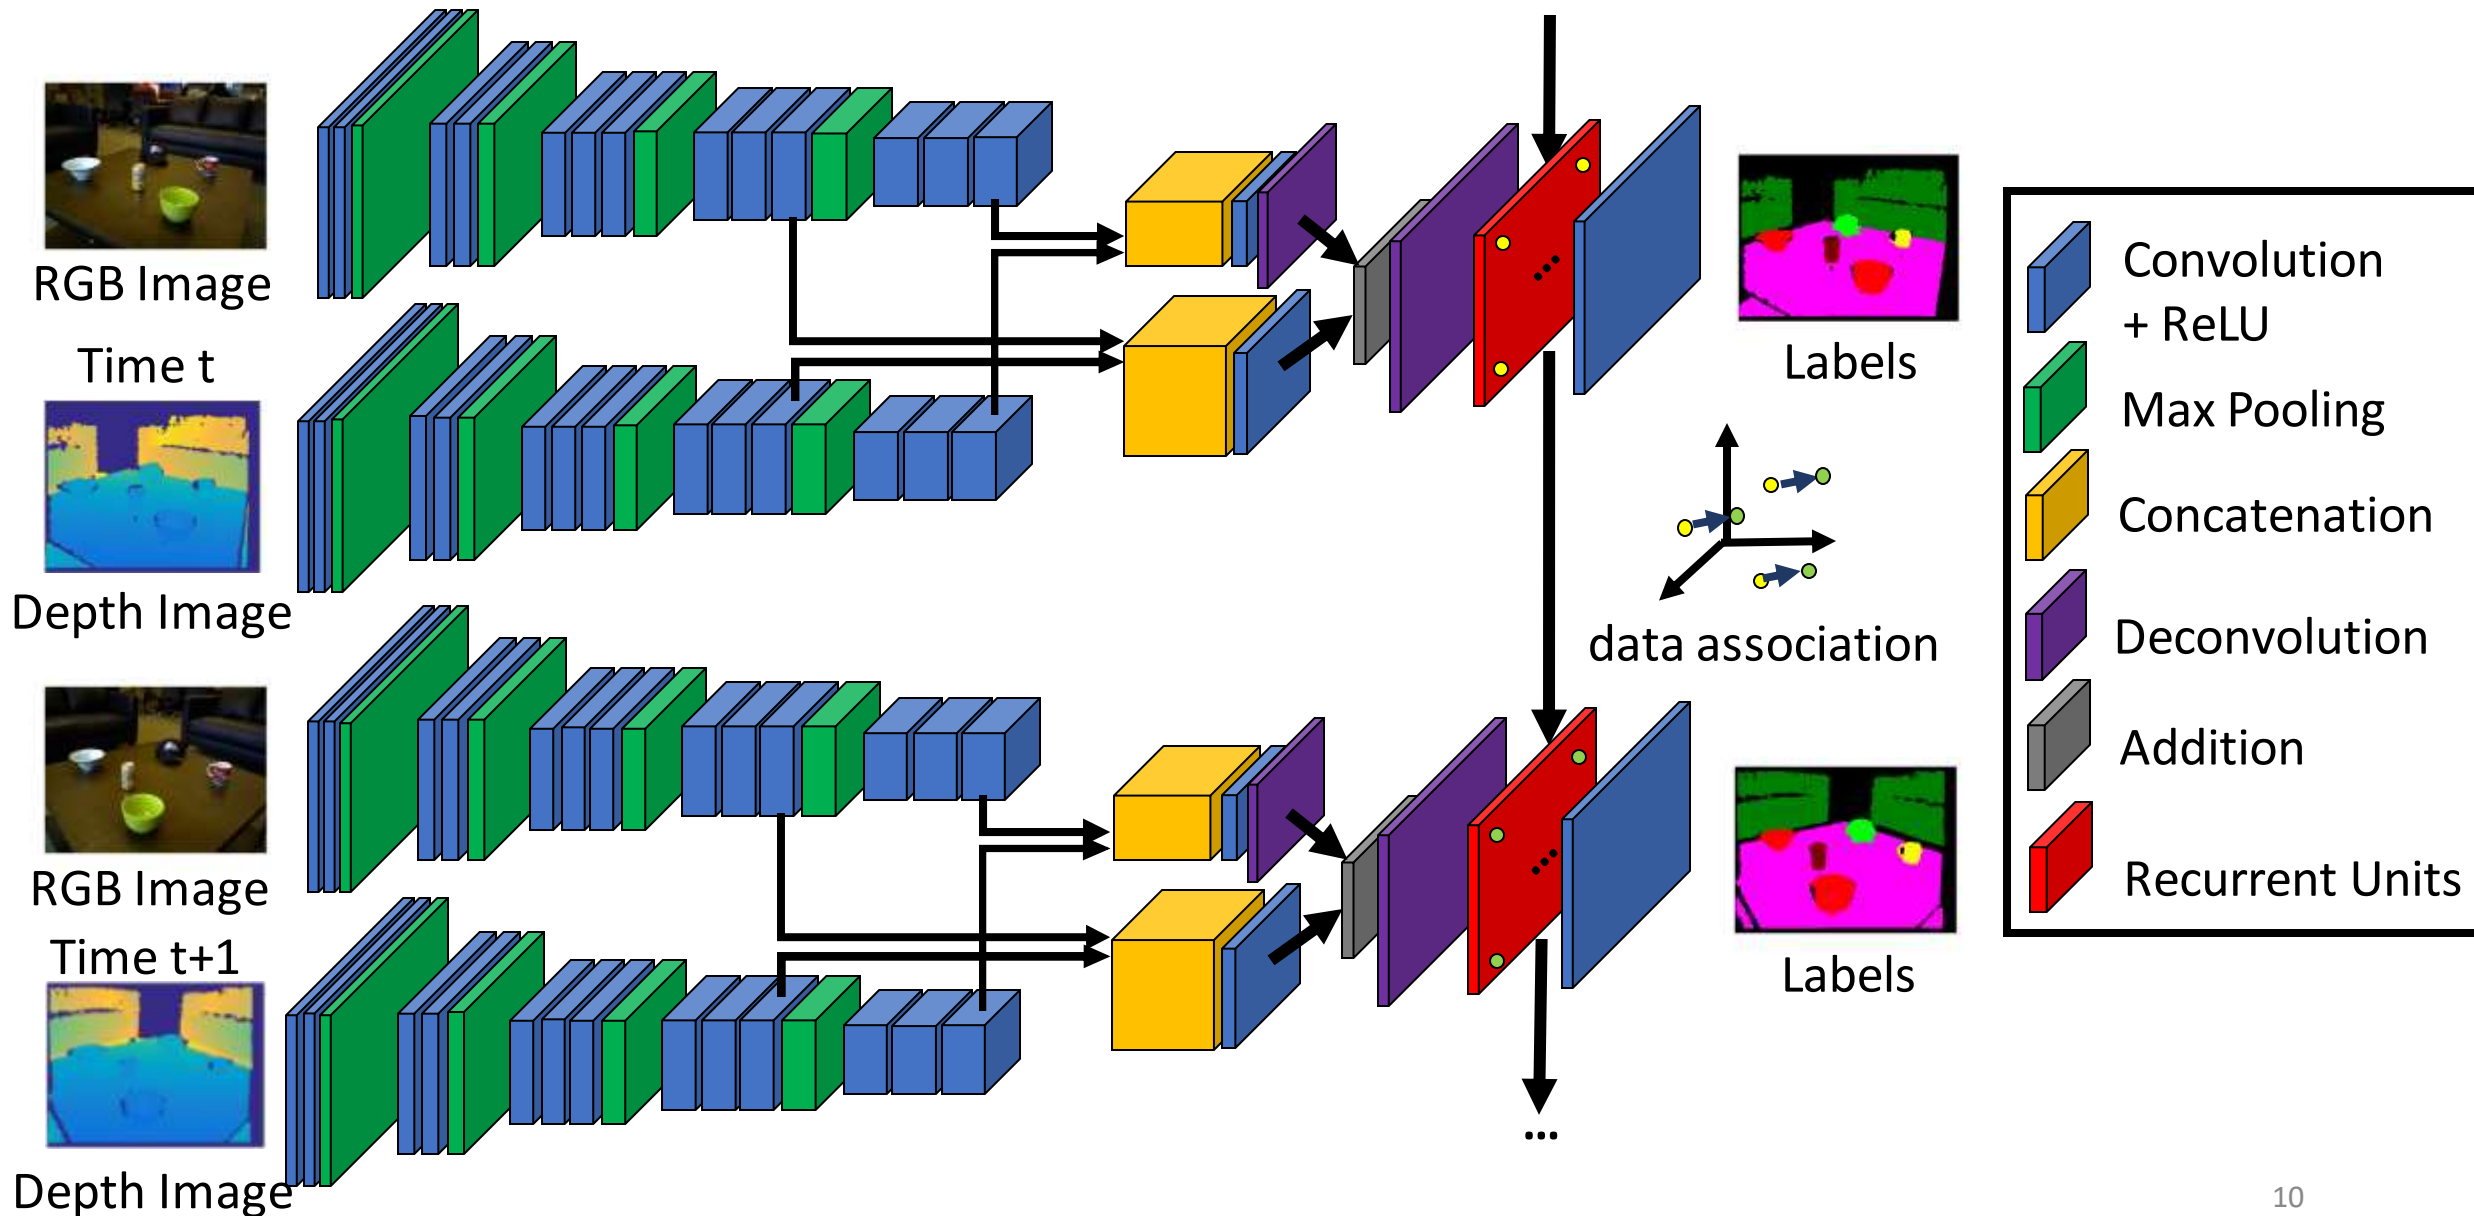 RGB Image
Time t
Depth Image
RGB Image
Time t+1
Depth Image
Labels
data association
Labels
...
Convolution
+ ReLU
Max Pooling
Concatenation
Deconvolution
Addition
Recurrent Units
10